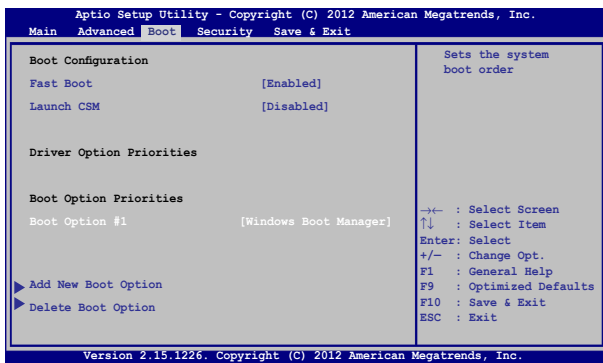 Aptio Setup Utility - Copyright (C) 2012 American Megatrends, Inc.
Main Advanced Boot Security Save & Exit
Boot Configuration
Fast Boot [Enabled]
Launch CSM [Disabled]
Driver Option Priorities
Boot Option Priorities
Boot Option #1 [Windows Boot Manager]
Add New Boot Option
Delete Boot Option
Sets the system
boot order
→← : Select Screen
↑↓ : Select Item
Enter: Select
+/— : Change Opt.
F1 : General Help
F9 : Optimized Defaults
F10 : Save & Exit
ESC : Exit
Version 2.15.1226. Copyright (C) 2012 American Megatrends, Inc.